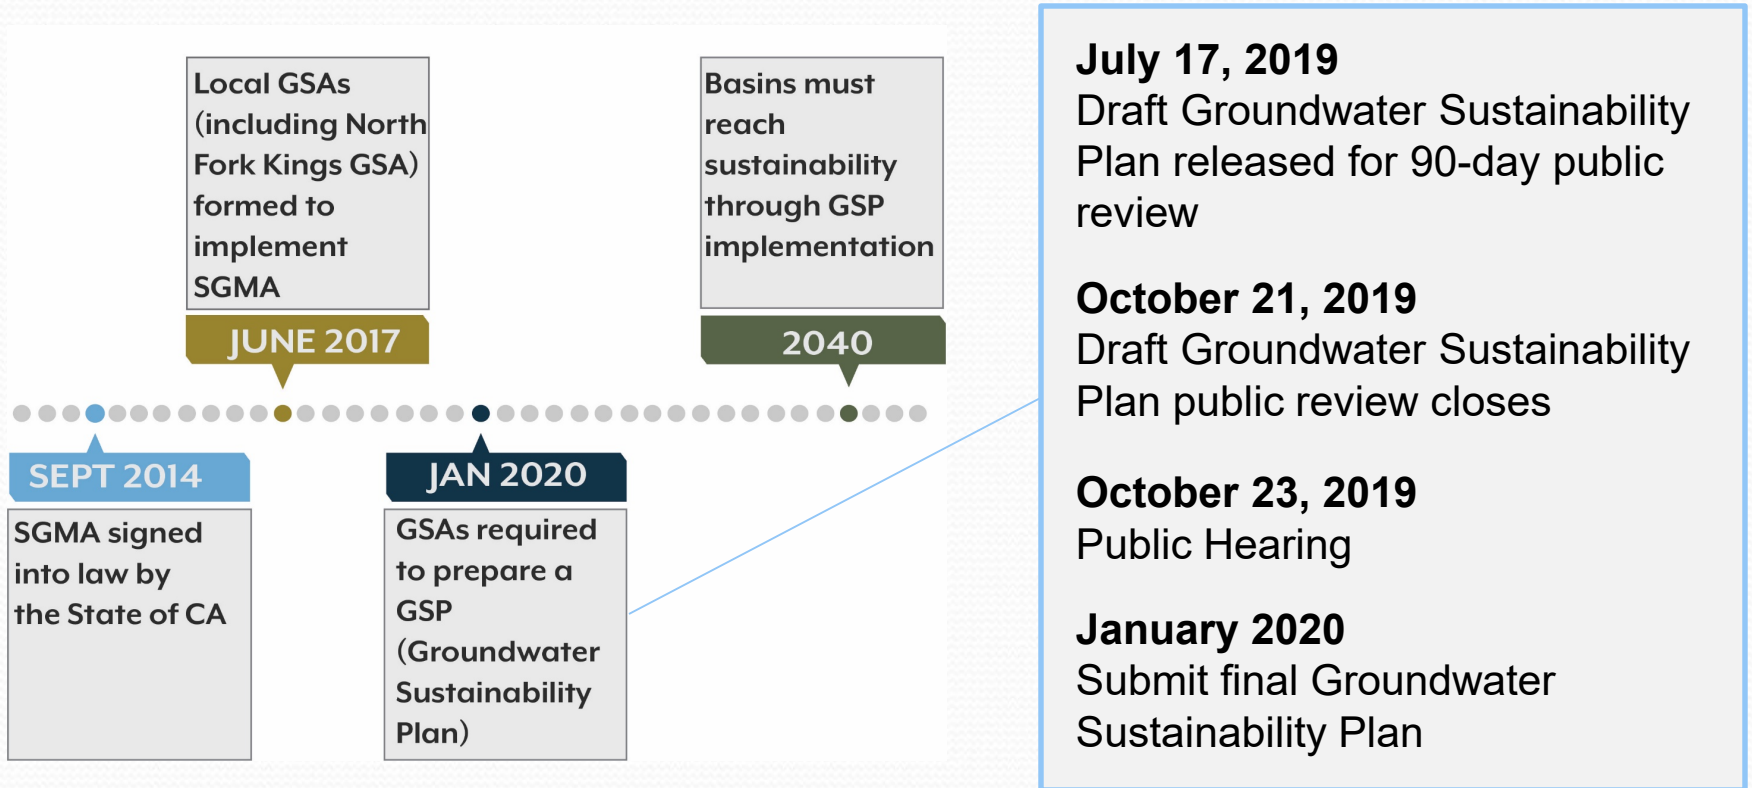 Local GSAs
(including North
Fork Kings GSA)
formed to
implement
SGMA
JUNE 2017
Basins must
reach
sustainability
through GSP
implementation
2040
SEPT 2014
SGMA signed
into law by
the State of CA
JAN 2020
GSAs required
to prepare a
GSP
(Groundwater
Sustainability
Plan)
July 17, 2019
Draft Groundwater Sustainability
Plan released for 90-day public
review
October 21, 2019
Draft Groundwater Sustainability
Plan public review closes
October 23, 2019
Public Hearing
January 2020
Submit final Groundwater
Sustainability Plan